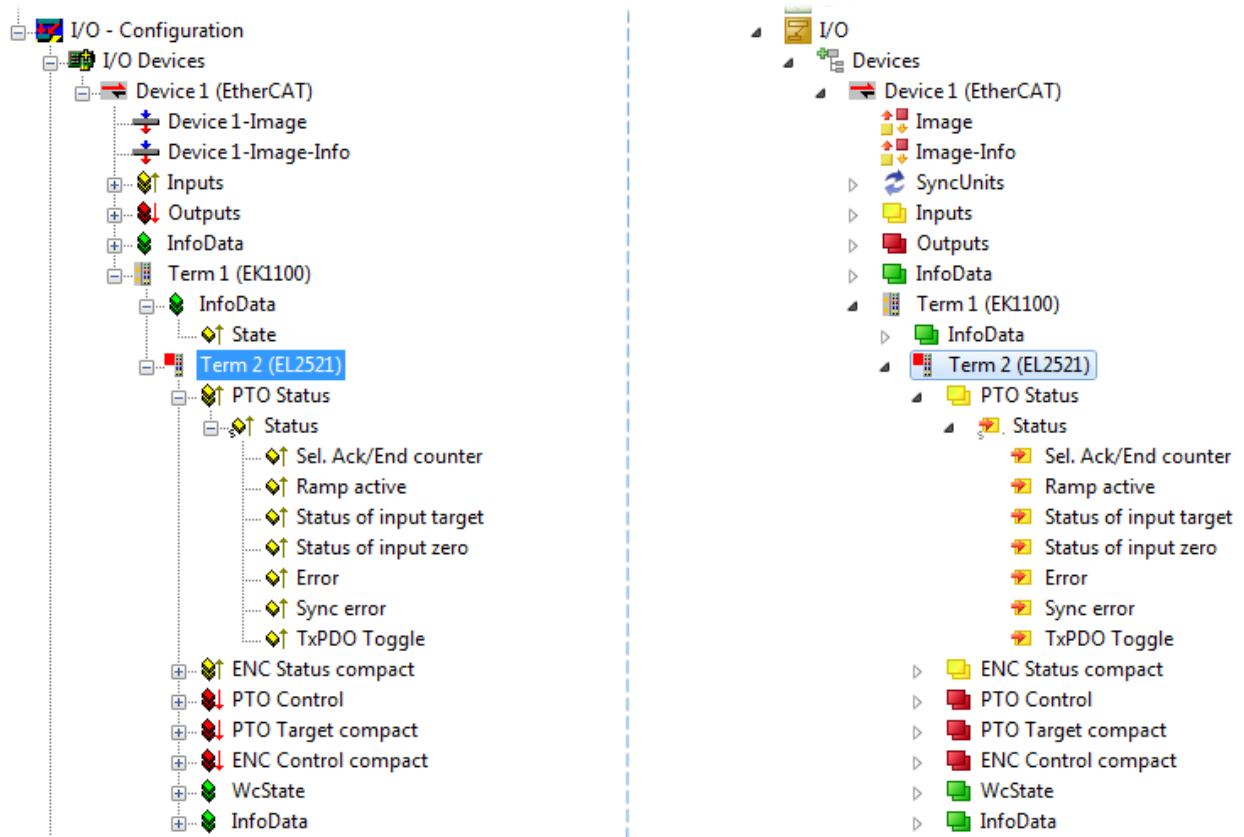 I/O - Configuration
I/O Devices
Device 1 (EtherCAT)
Device 1-Image
Device 1-Image-Info
Inputs
Outputs
InfoData
Term 1 (EK1100)
InfoData
State
Term 2 (EL2521)
PTO Status
Status
Sel. Ack/End counter
Ramp active
Status of input target
Status of input zero
Error
Sync error
TxPDO Toggle
ENC Status compact
PTO Control
PTO Target compact
ENC Control compact
WcState
InfoData
I/O
Devices
Device 1 (EtherCAT)
Image
Image-Info
SyncUnits
Inputs
Outputs
InfoData
Term 1 (EK1100)
InfoData
Term 2 (EL2521)
PTO Status
Status
Sel. Ack/End counter
Ramp active
Status of input target
Status of input zero
Error
Sync error
TxPDO Toggle
ENC Status compact
PTO Control
PTO Target compact
ENC Control compact
WcState
InfoData